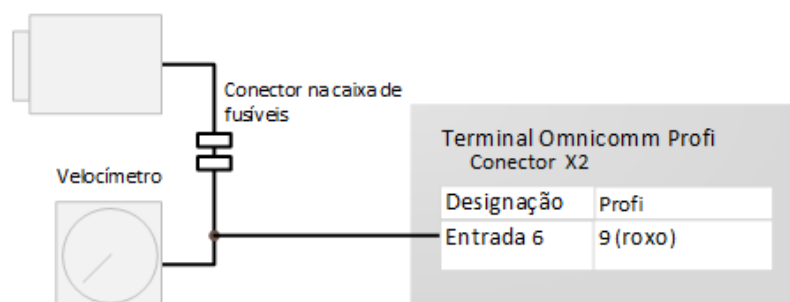 Conector na caixa de
fusíveis
Velocímetro
Terminal Omnicomm Profi
Conector X2
Designação Profi
Entrada 6 9 (roxo)